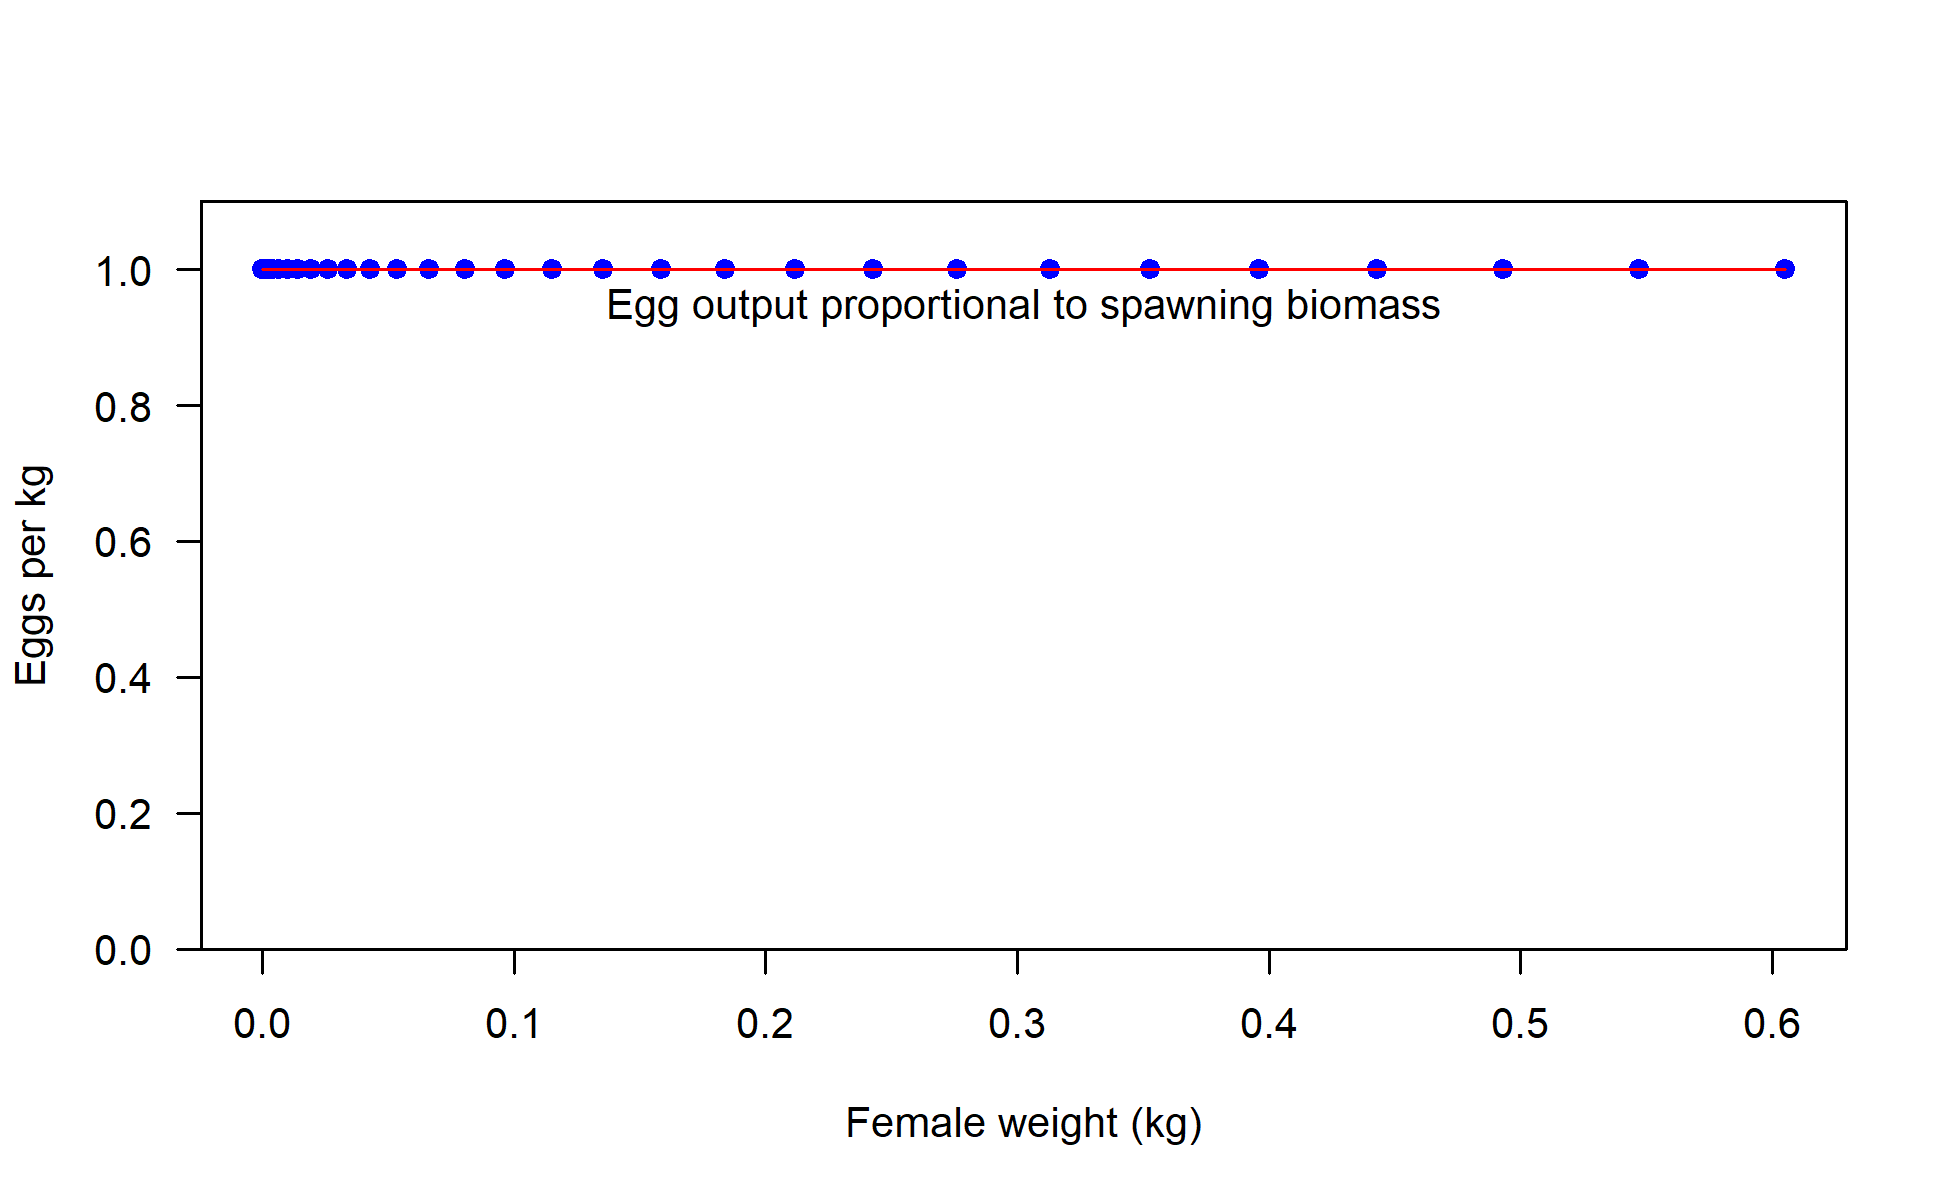 Egg output proportional to spawning biomass
Eggs per kg
1.0
0.8
0.6
0.4
0.2
0.0
0.0 0.1 0.2 0.3 0.4 0.5 0.6
Female weight (kg)